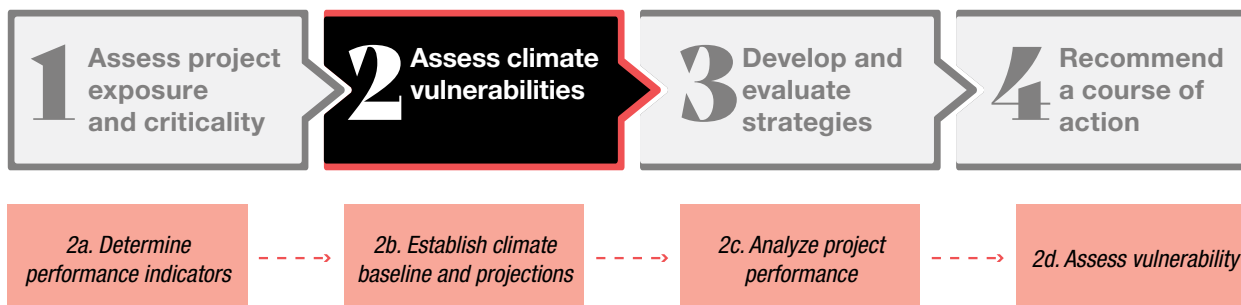 1 Assess project
exposure
and criticality
2 Assess climate
vulnerabilities
3 Develop and
evaluate
strategies
4 Recommend
a course of
action
2a. Determine
performance indicators
2b. Establish climate
baseline and projections
2c. Analyze project
performance
2d. Assess vulnerability